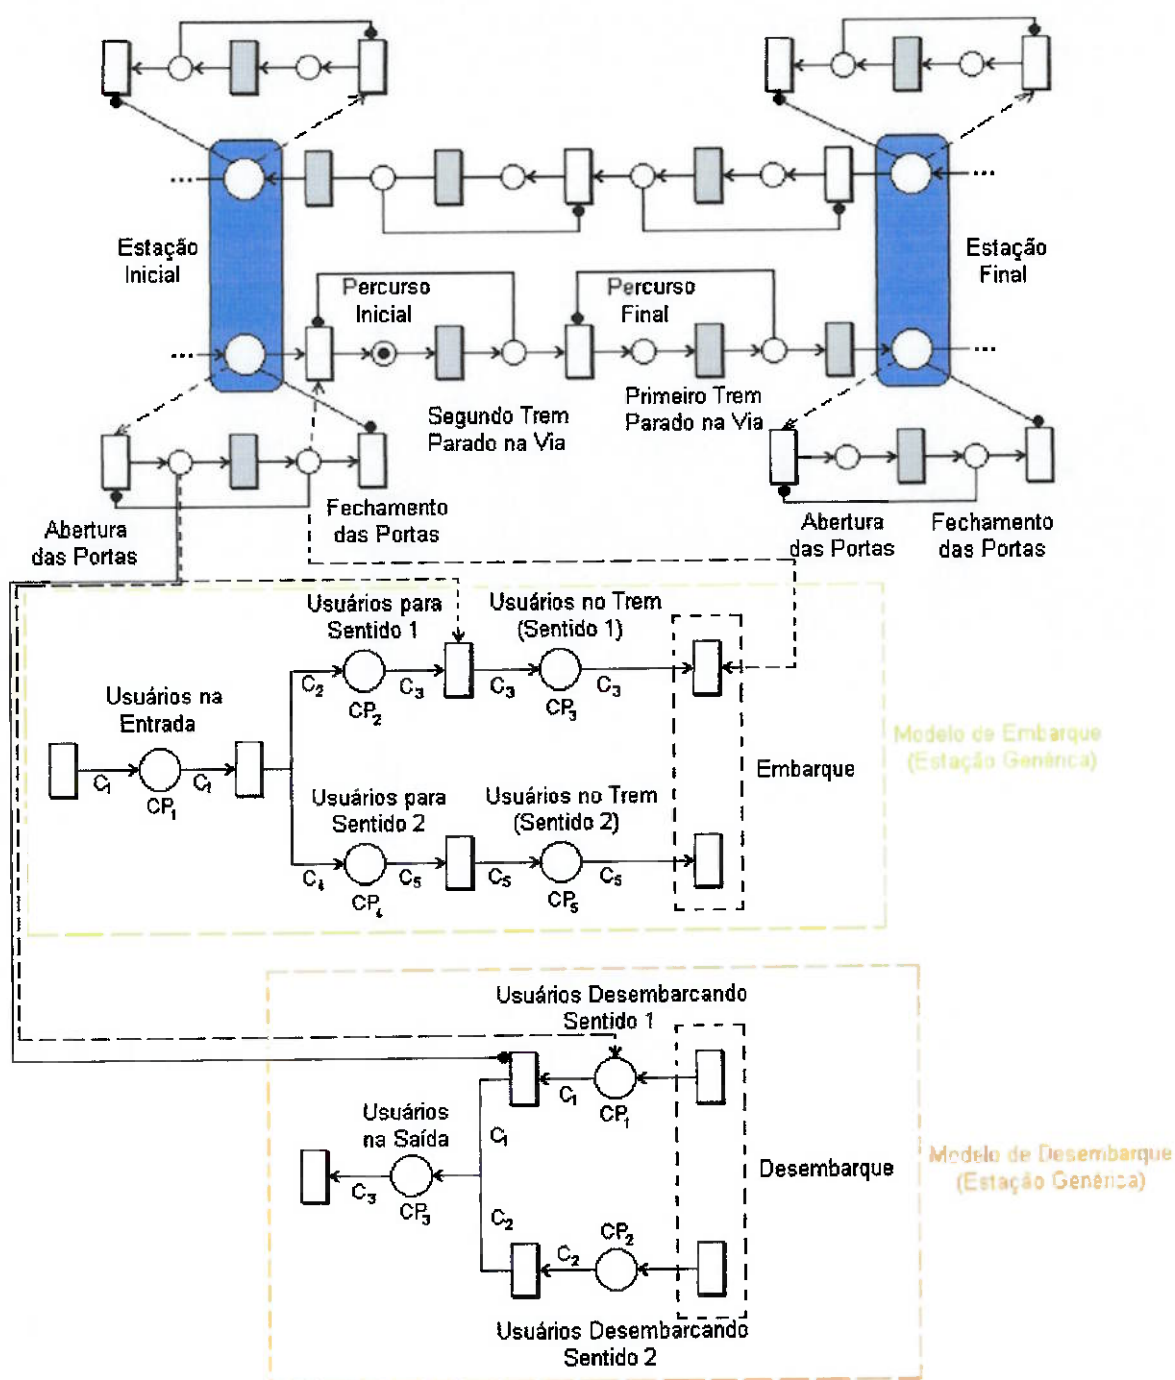 Estação
Inicial
Estação
Final
Percurso
Inicial
Percurso
Final
Segundo Trem
Parado na Via
Primeiro Trem
Parado na Via
Abertura
das Portas
Fechamento
das Portas
Abertura
das Portas
Fechamento
das Portas
Usuários para
Sentido 1
Usuários no Trem
(Sentido 1)
C₂
C₃
C₃
C₃
CP₂
CP₃
Usuários na
Entrada
C₁
C₁
CP₁
Modelo de Embarque
(Estação Genérica)
Embarque
Usuários para
Sentido 2
Usuários no Trem
(Sentido 2)
C₄
C₅
C₅
C₅
CP₄
CP₅
Usuários Desembarcando
Sentido 1
C₁
CP₁
Usuários
na Saída
C₁
C₃
CP₃
Desembarque
Modelo de Desembarque
(Estação Genérica)
C₂
C₂
CP₂
Usuários Desembarcando
Sentido 2